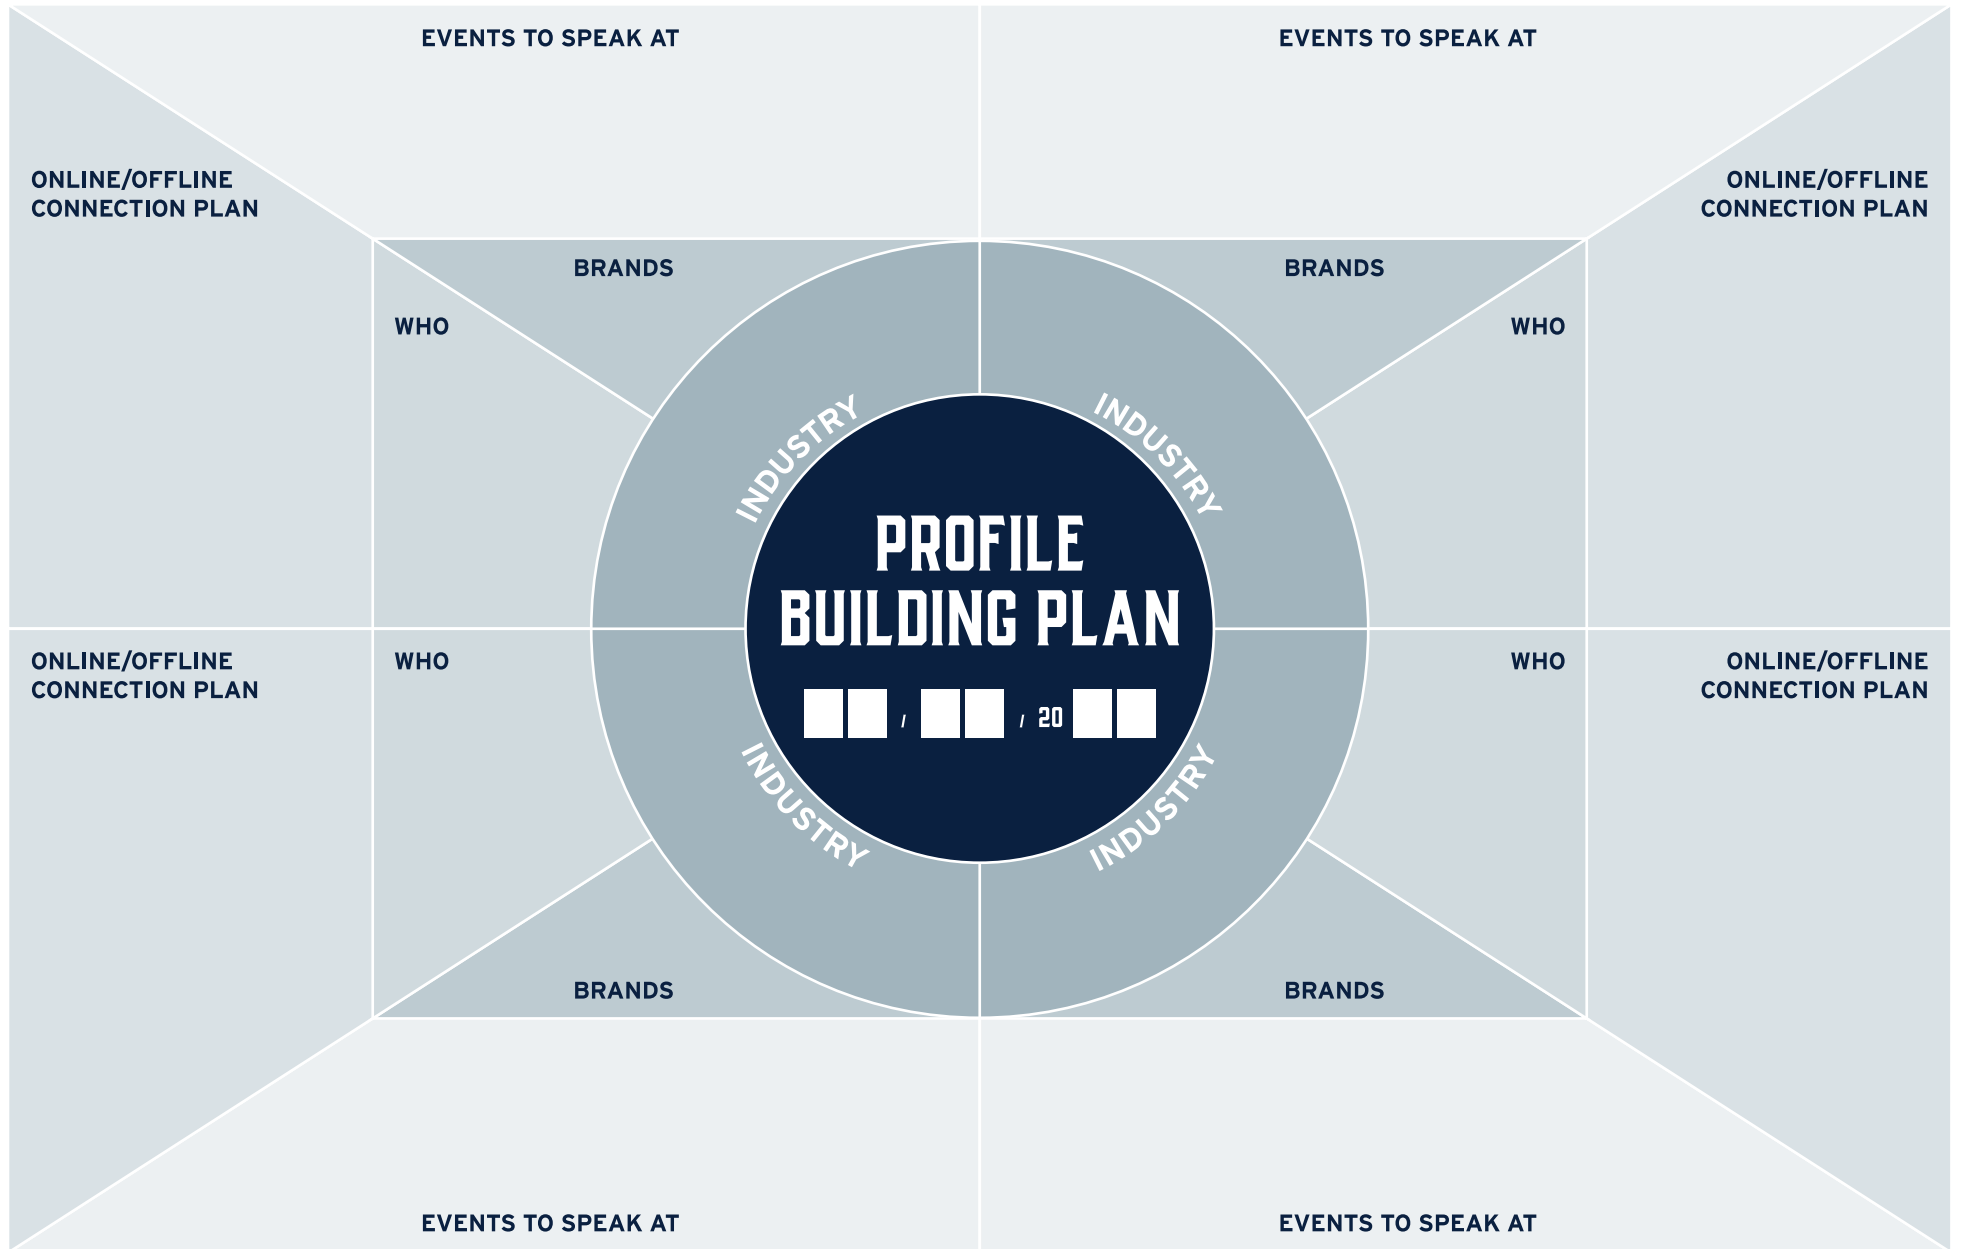 EVENTS TO SPEAK AT
EVENTS TO SPEAK AT
ONLINE/OFFLINE
CONNECTION PLAN
ONLINE/OFFLINE
CONNECTION PLAN
BRANDS
BRANDS
WHO
WHO
INDUSTRY
INDUSTRY
PROFILE
BUILDING PLAN
/ / 20
ONLINE/OFFLINE
CONNECTION PLAN
WHO
WHO
ONLINE/OFFLINE
CONNECTION PLAN
INDUSTRY
INDUSTRY
BRANDS
BRANDS
EVENTS TO SPEAK AT
EVENTS TO SPEAK AT